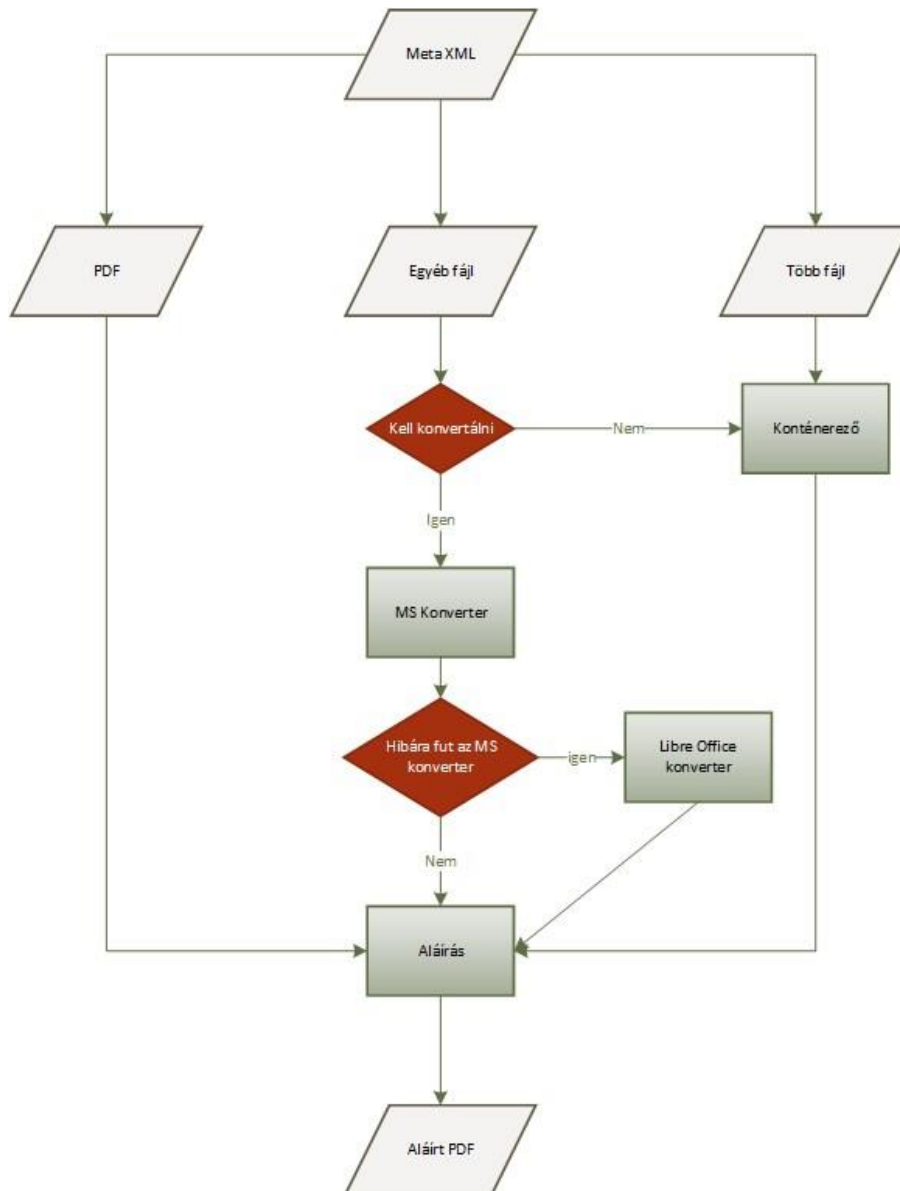 Meta XML
PDF
Egyéb fájl
Több fájl
Kell konvertálni
Nem
Konténerező
Igen
MS Konverter
Hibára fut az MS
konverter
igen
Libre Office
konverter
Nem
Aláírás
Aláírt PDF